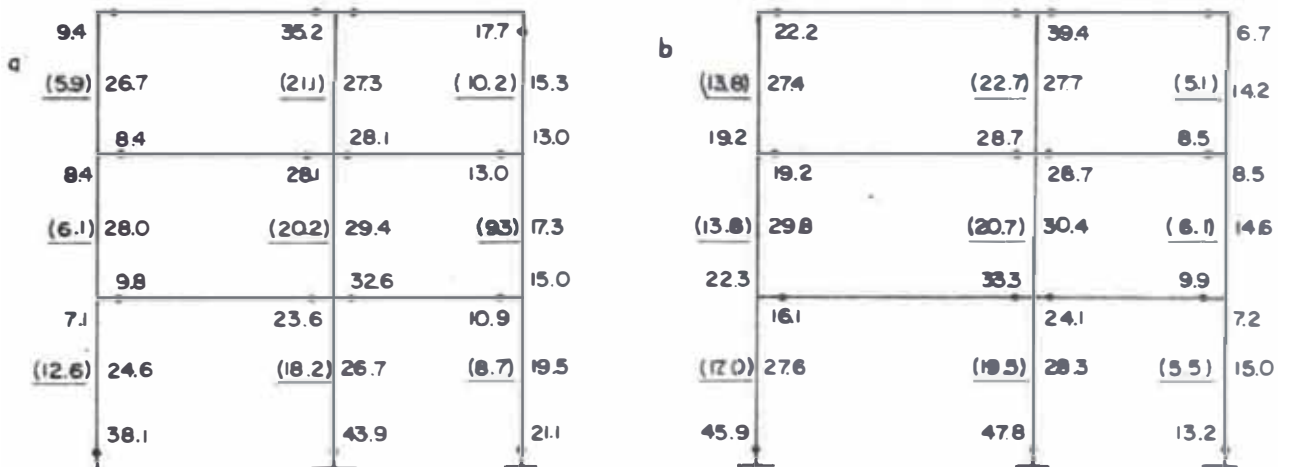 9.4 35.2 17.7 22.2 39.4 6.7
a b
(5.9) 26.7 (21.1) 27.3 (10.2) 15.3 (13.8) 27.4 (22.7) 27.7 (5.1) 14.2
8.4 28.1 13.0 19.2 28.7 8.5
8.4 28.1 13.0 19.2 28.7 8.5
(6.1) 28.0 (20.2) 29.4 (9.3) 17.3 (13.8) 29.8 (20.7) 30.4 (6.1) 14.6
9.8 32.6 15.0 22.3 33.3 9.9
7.1 23.6 10.9 16.1 24.1 7.2
(12.6) 24.6 (18.2) 26.7 (8.7) 19.5 (17.0) 27.6 (19.5) 28.3 (5.5) 15.0
38.1 43.9 21.1 45.9 47.8 13.2